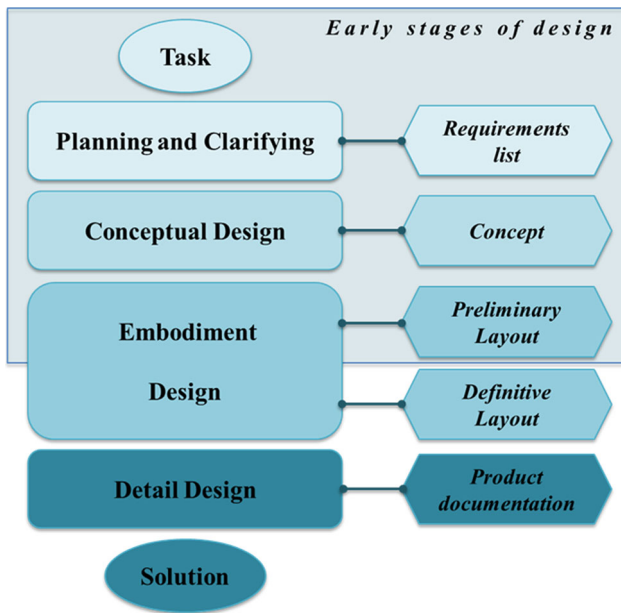 Early stages of design
Task
Planning and Clarifying
Requirements
list
Conceptual Design
Concept
Embodiment
Design
Preliminary
Layout
Definitive
Layout
Detail Design
Product
documentation
Solution